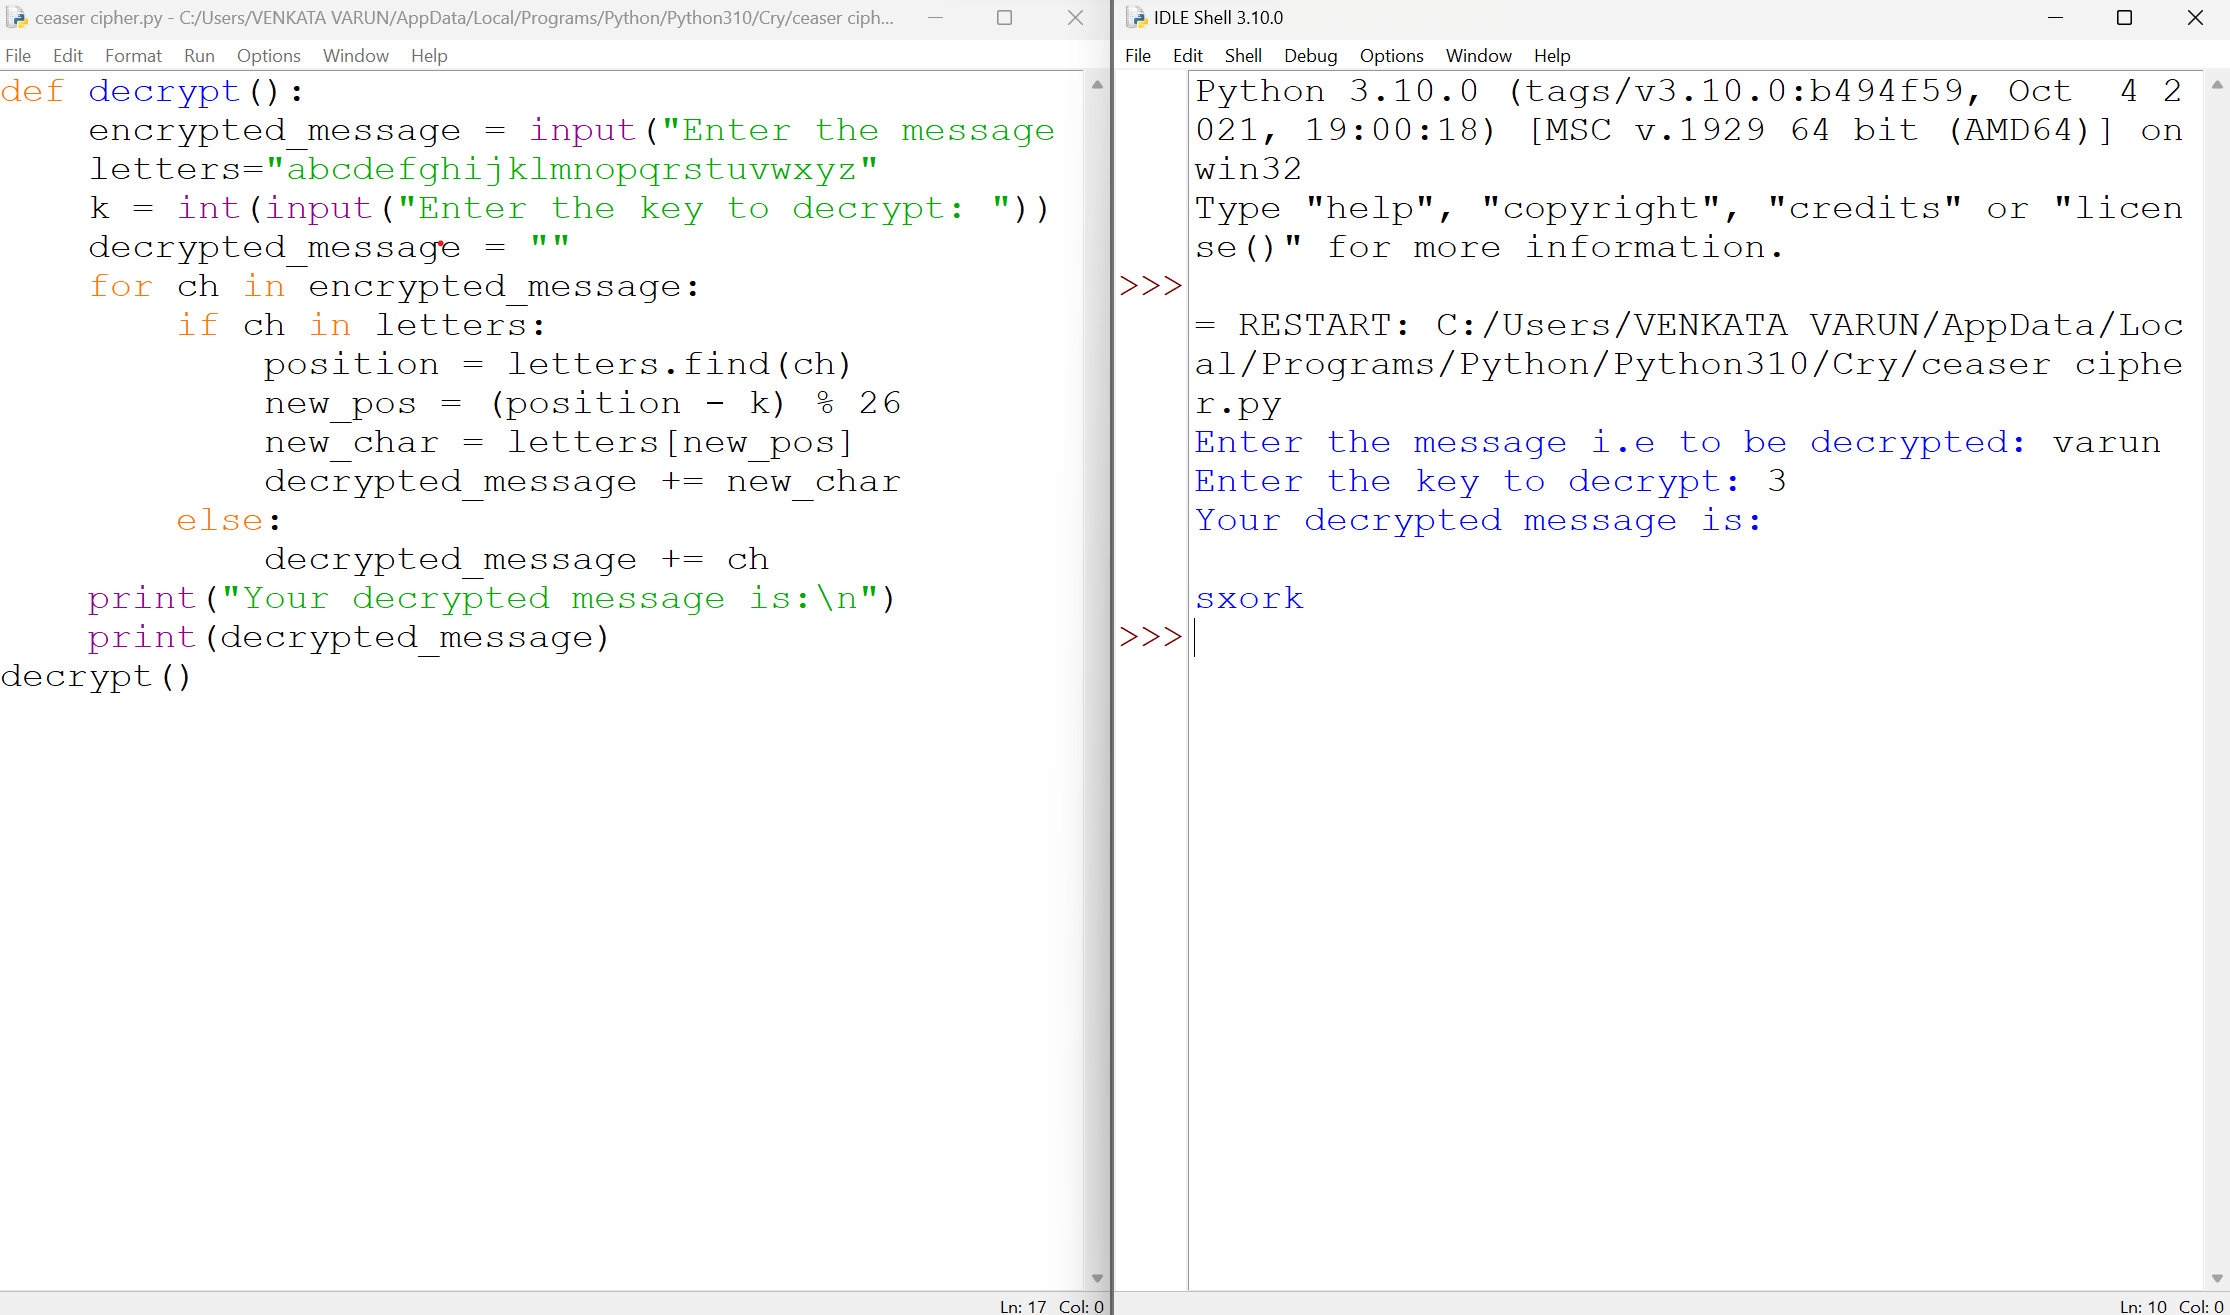 ceaser cipher.py - C:/Users/VENKATA VARUN/AppData/Local/Programs/Python/Python310/Cry/ceaser ciph...
File Edit Format Run Options Window Help
def decrypt():
    encrypted_message = input("Enter the message
    letters="abcdefghijklmnopqrstuvwxyz"
    k = int(input("Enter the key to decrypt: "))
    decrypted_message = ""
    for ch in encrypted_message:
        if ch in letters:
            position = letters.find(ch)
            new_pos = (position - k) % 26
            new_char = letters[new_pos]
            decrypted_message += new_char
        else:
            decrypted_message += ch
    print("Your decrypted message is:\n")
    print(decrypted_message)
decrypt()
Ln: 17 Col: 0
IDLE Shell 3.10.0
File Edit Shell Debug Options Window Help
Python 3.10.0 (tags/v3.10.0:b494f59, Oct  4 2
021, 19:00:18) [MSC v.1929 64 bit (AMD64)] on
win32
Type "help", "copyright", "credits" or "licen
se()" for more information.
>>>
= RESTART: C:/Users/VENKATA VARUN/AppData/Loc
al/Programs/Python/Python310/Cry/ceaser ciphe
r.py
Enter the message i.e to be decrypted: varun
Enter the key to decrypt: 3
Your decrypted message is:
sxork
>>>
Ln: 10 Col: 0